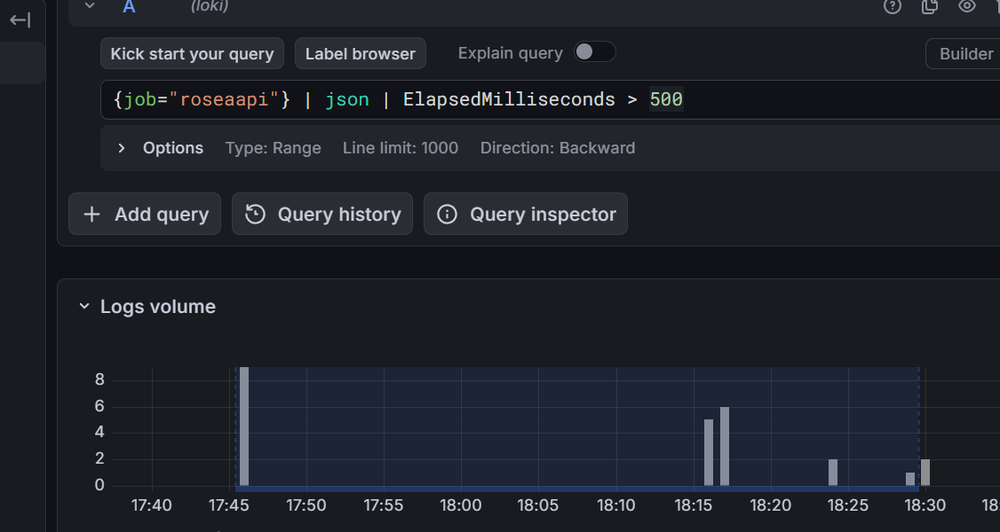 A (loki)
Kick start your query Label browser Explain query Builder
{job="roseaapi"} | json | ElapsedMilliseconds > 500
Options Type: Range Line limit: 1000 Direction: Backward
+ Add query Query history Query inspector
Logs volume
8
6
4
2
0
17:40 17:45 17:50 17:55 18:00 18:05 18:10 18:15 18:20 18:25 18:30